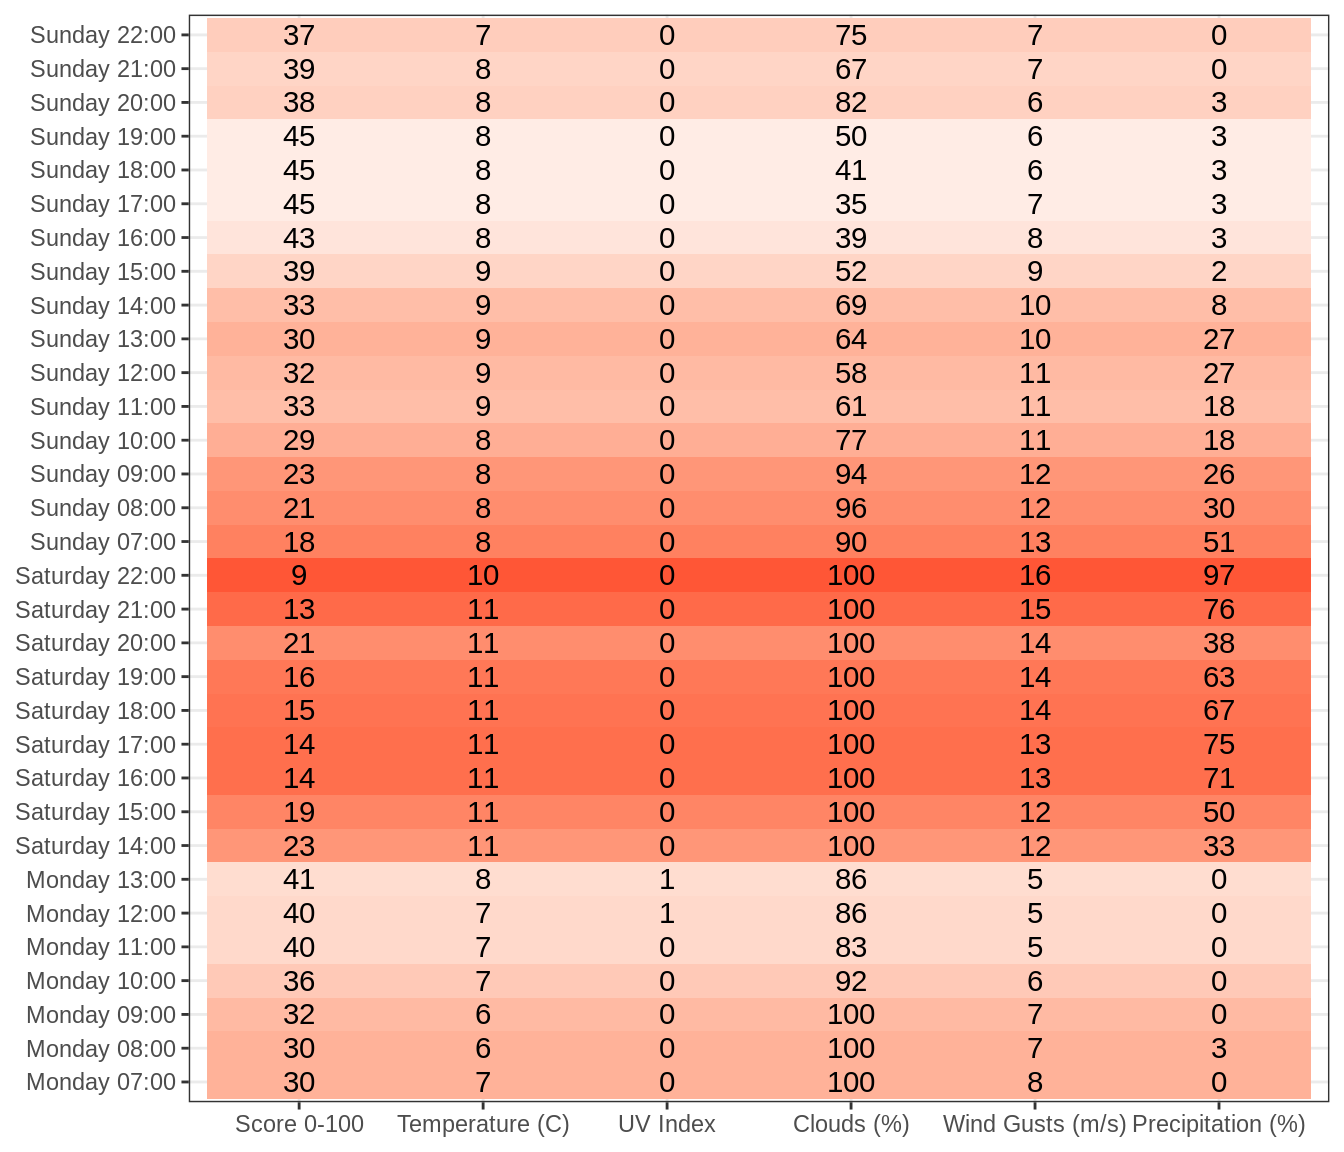 Sunday 22:00 37 7 0 75 7 0
Sunday 21:00 39 8 0 67 7 0
Sunday 20:00 38 8 0 82 6 3
Sunday 19:00 45 8 0 50 6 3
Sunday 18:00 45 8 0 41 6 3
Sunday 17:00 45 8 0 35 7 3
Sunday 16:00 43 8 0 39 8 3
Sunday 15:00 39 9 0 52 9 2
Sunday 14:00 33 9 0 69 10 8
Sunday 13:00 30 9 0 64 10 27
Sunday 12:00 32 9 0 58 11 27
Sunday 11:00 33 9 0 61 11 18
Sunday 10:00 29 8 0 77 11 18
Sunday 09:00 23 8 0 94 12 26
Sunday 08:00 21 8 0 96 12 30
Sunday 07:00 18 8 0 90 13 51
Saturday 22:00 9 10 0 100 16 97
Saturday 21:00 13 11 0 100 15 76
Saturday 20:00 21 11 0 100 14 38
Saturday 19:00 16 11 0 100 14 63
Saturday 18:00 15 11 0 100 14 67
Saturday 17:00 14 11 0 100 13 75
Saturday 16:00 14 11 0 100 13 71
Saturday 15:00 19 11 0 100 12 50
Saturday 14:00 23 11 0 100 12 33
Monday 13:00 41 8 1 86 5 0
Monday 12:00 40 7 1 86 5 0
Monday 11:00 40 7 0 83 5 0
Monday 10:00 36 7 0 92 6 0
Monday 09:00 32 6 0 100 7 0
Monday 08:00 30 6 0 100 7 3
Monday 07:00 30 7 0 100 8 0
Score 0-100 Temperature (C) UV Index Clouds (%) Wind Gusts (m/s) Precipitation (%)